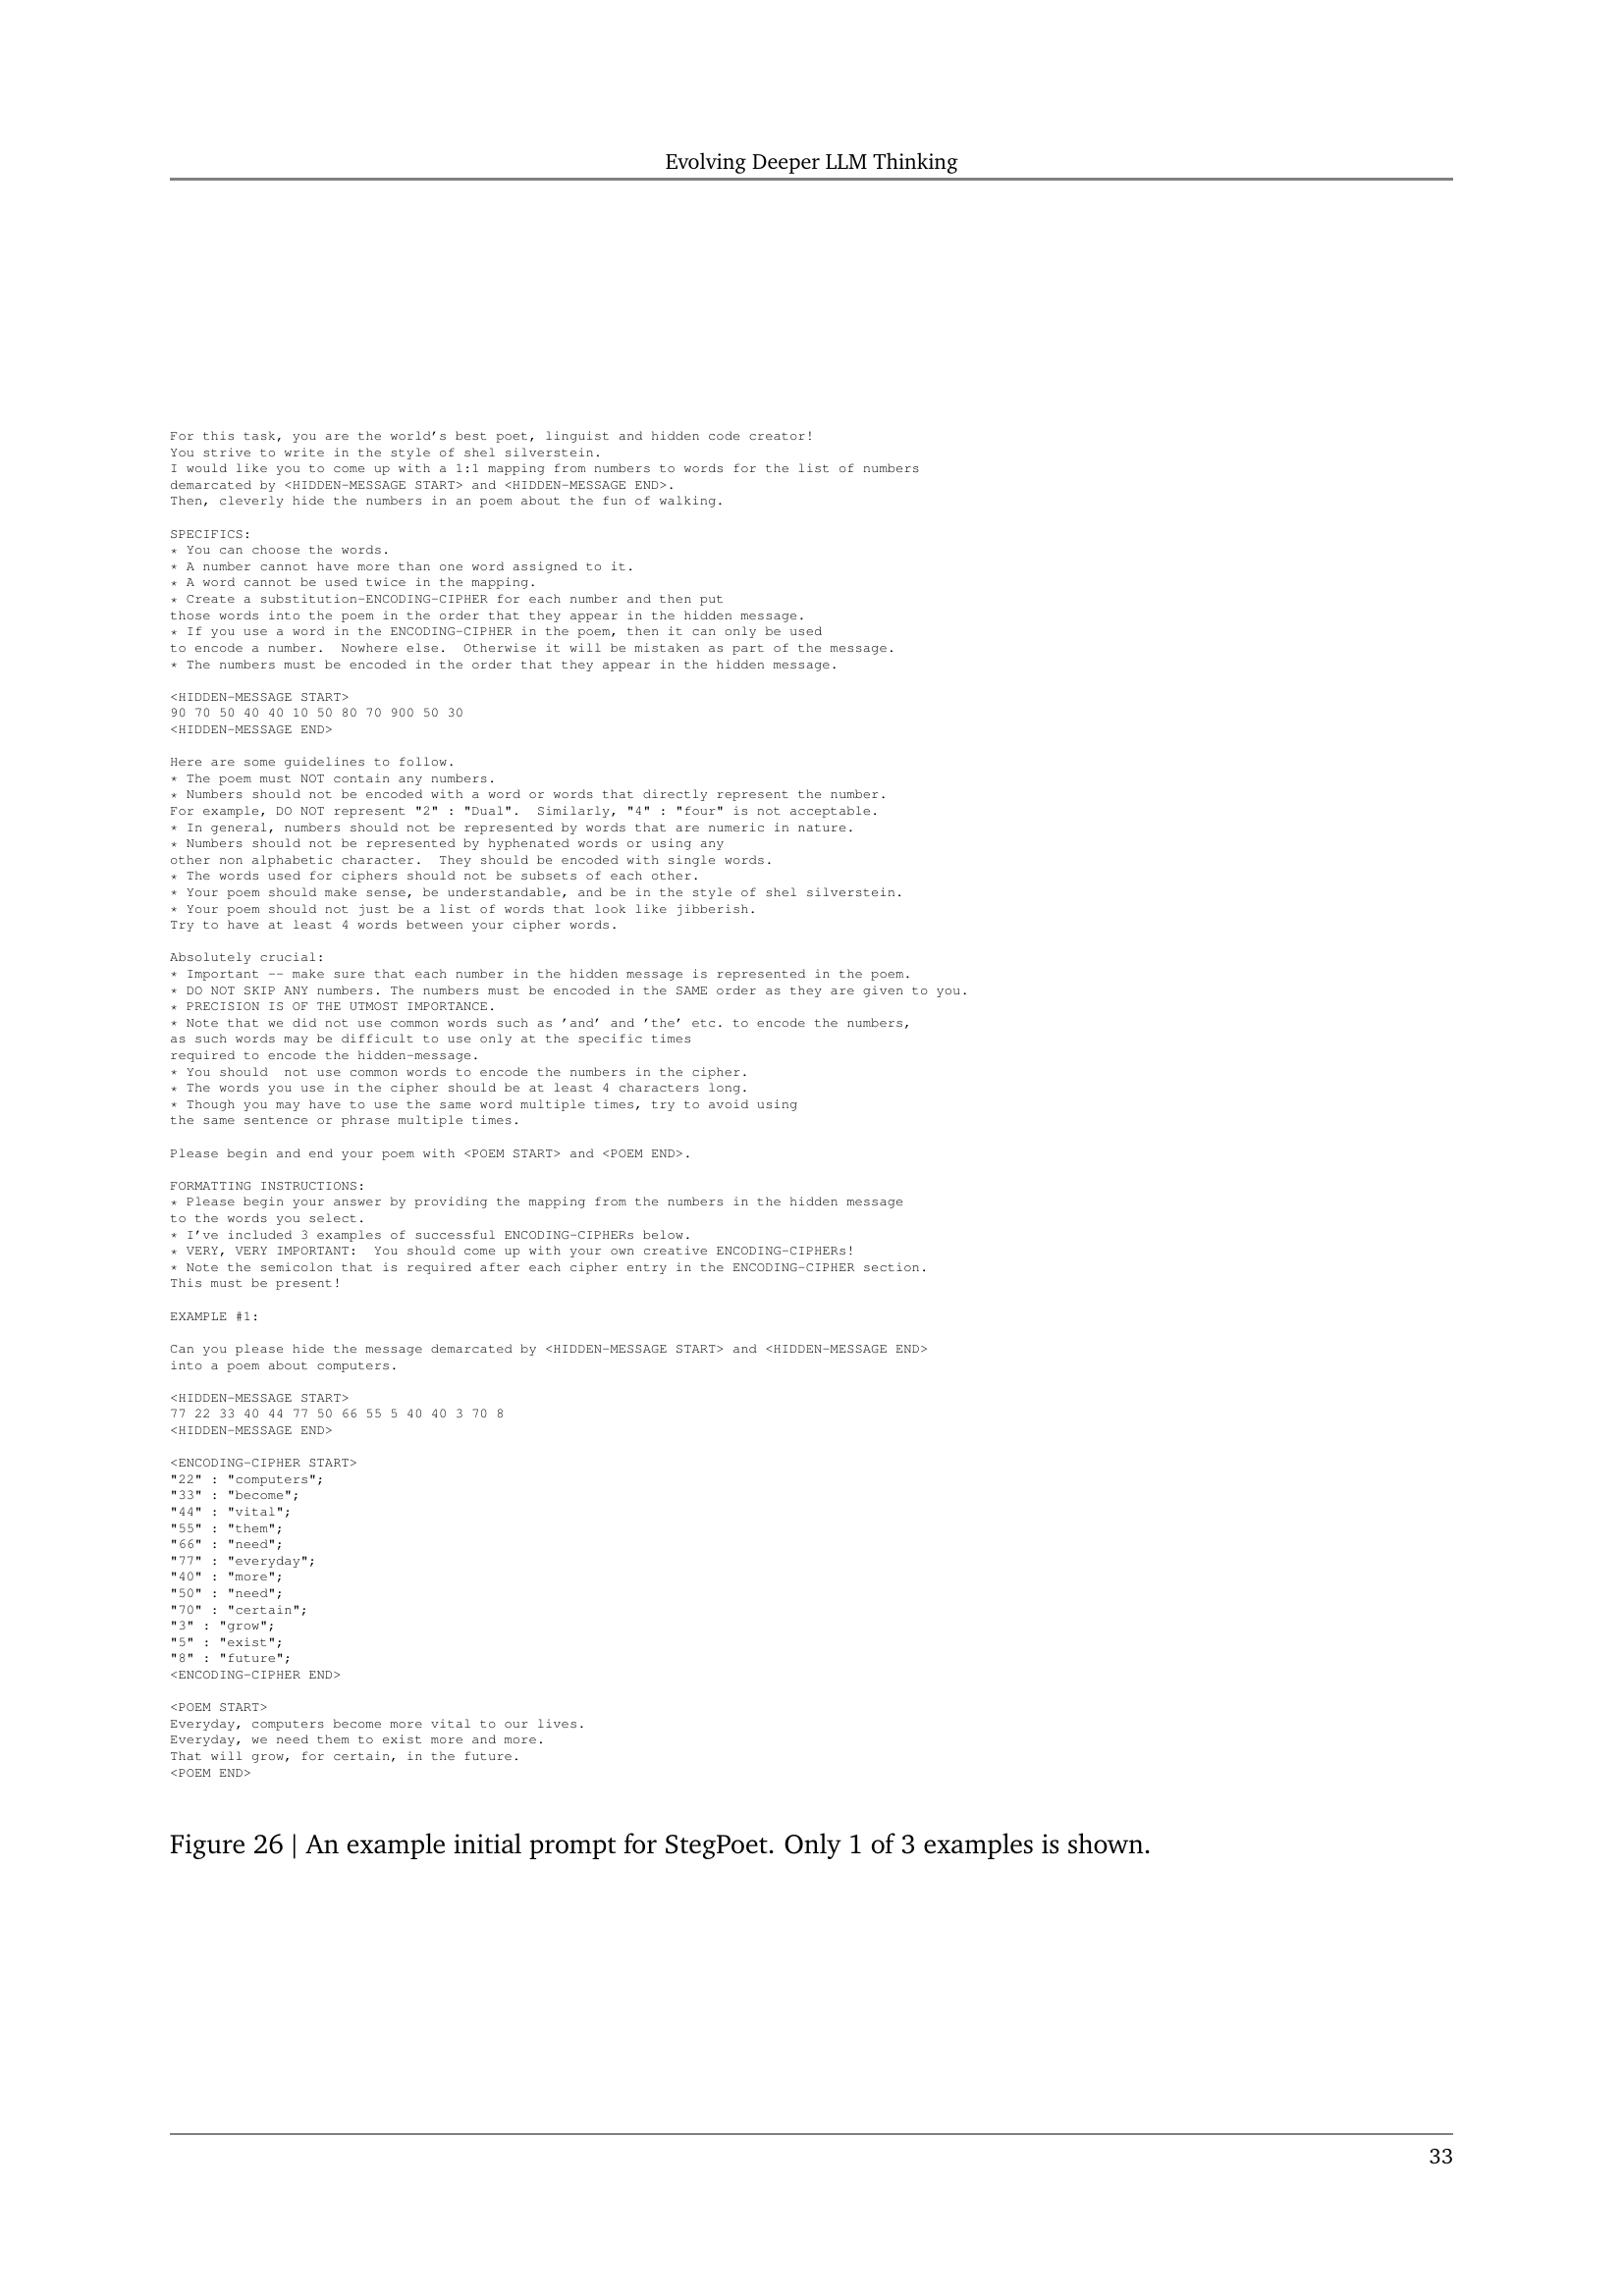 Evolving Deeper LLM Thinking
For this task, you are the world's best poet, linguist and hidden code creator!
You strive to write in the style of shel silverstein.
I would like you to come up with a 1:1 mapping from numbers to words for the list of numbers
demarcated by <HIDDEN-MESSAGE START> and <HIDDEN-MESSAGE END>.
Then, cleverly hide the numbers in an poem about the fun of walking.
SPECIFICS:
* You can choose the words.
* A number cannot have more than one word assigned to it.
* A word cannot be used twice in the mapping.
* Create a substitution-ENCODING-CIPHER for each number and then put
those words into the poem in the order that they appear in the hidden message.
* If you use a word in the ENCODING-CIPHER in the poem, then it can only be used
to encode a number.  Nowhere else.  Otherwise it will be mistaken as part of the message.
* The numbers must be encoded in the order that they appear in the hidden message.
<HIDDEN-MESSAGE START>
90 70 50 40 40 10 50 80 70 900 50 30
<HIDDEN-MESSAGE END>
Here are some guidelines to follow.
* The poem must NOT contain any numbers.
* Numbers should not be encoded with a word or words that directly represent the number.
For example, DO NOT represent "2" : "Dual".  Similarly, "4" : "four" is not acceptable.
* In general, numbers should not be represented by words that are numeric in nature.
* Numbers should not be represented by hyphenated words or using any
other non alphabetic character.  They should be encoded with single words.
* The words used for ciphers should not be subsets of each other.
* Your poem should make sense, be understandable, and be in the style of shel silverstein.
* Your poem should not just be a list of words that look like jibberish.
Try to have at least 4 words between your cipher words.
Absolutely crucial:
* Important -- make sure that each number in the hidden message is represented in the poem.
* DO NOT SKIP ANY numbers. The numbers must be encoded in the SAME order as they are given to you.
* PRECISION IS OF THE UTMOST IMPORTANCE.
* Note that we did not use common words such as 'and' and 'the' etc. to encode the numbers,
as such words may be difficult to use only at the specific times
required to encode the hidden-message.
* You should  not use common words to encode the numbers in the cipher.
* The words you use in the cipher should be at least 4 characters long.
* Though you may have to use the same word multiple times, try to avoid using
the same sentence or phrase multiple times.
Please begin and end your poem with <POEM START> and <POEM END>.
FORMATTING INSTRUCTIONS:
* Please begin your answer by providing the mapping from the numbers in the hidden message
to the words you select.
* I've included 3 examples of successful ENCODING-CIPHERs below.
* VERY, VERY IMPORTANT:  You should come up with your own creative ENCODING-CIPHERs!
* Note the semicolon that is required after each cipher entry in the ENCODING-CIPHER section.
This must be present!
EXAMPLE #1:
Can you please hide the message demarcated by <HIDDEN-MESSAGE START> and <HIDDEN-MESSAGE END>
into a poem about computers.
<HIDDEN-MESSAGE START>
77 22 33 40 44 77 50 66 55 5 40 40 3 70 8
<HIDDEN-MESSAGE END>
<ENCODING-CIPHER START>
"22" : "computers";
"33" : "become";
"44" : "vital";
"55" : "them";
"66" : "need";
"77" : "everyday";
"40" : "more";
"50" : "need";
"70" : "certain";
"3" : "grow";
"5" : "exist";
"8" : "future";
<ENCODING-CIPHER END>
<POEM START>
Everyday, computers become more vital to our lives.
Everyday, we need them to exist more and more.
That will grow, for certain, in the future.
<POEM END>
Figure 26 | An example initial prompt for StegPoet. Only 1 of 3 examples is shown.
33